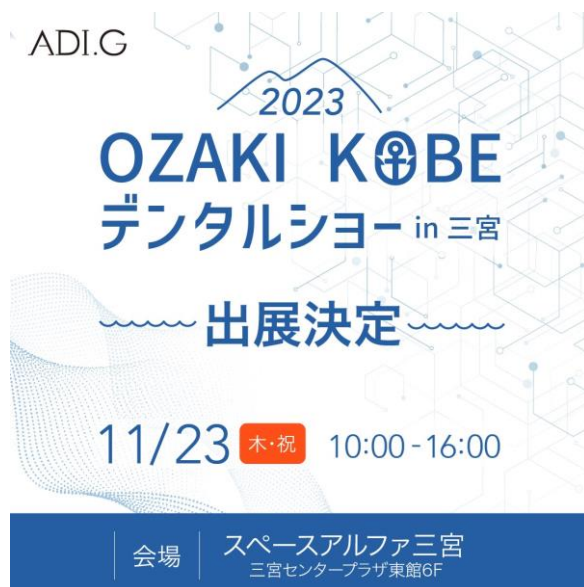 ADI.G
2023
OZAKI KOBE
デンタルショー in 三宮
出展決定
11/23 木・祝 10:00-16:00
会場
スペースアルファ三宮
三宮センタープラザ東館6F